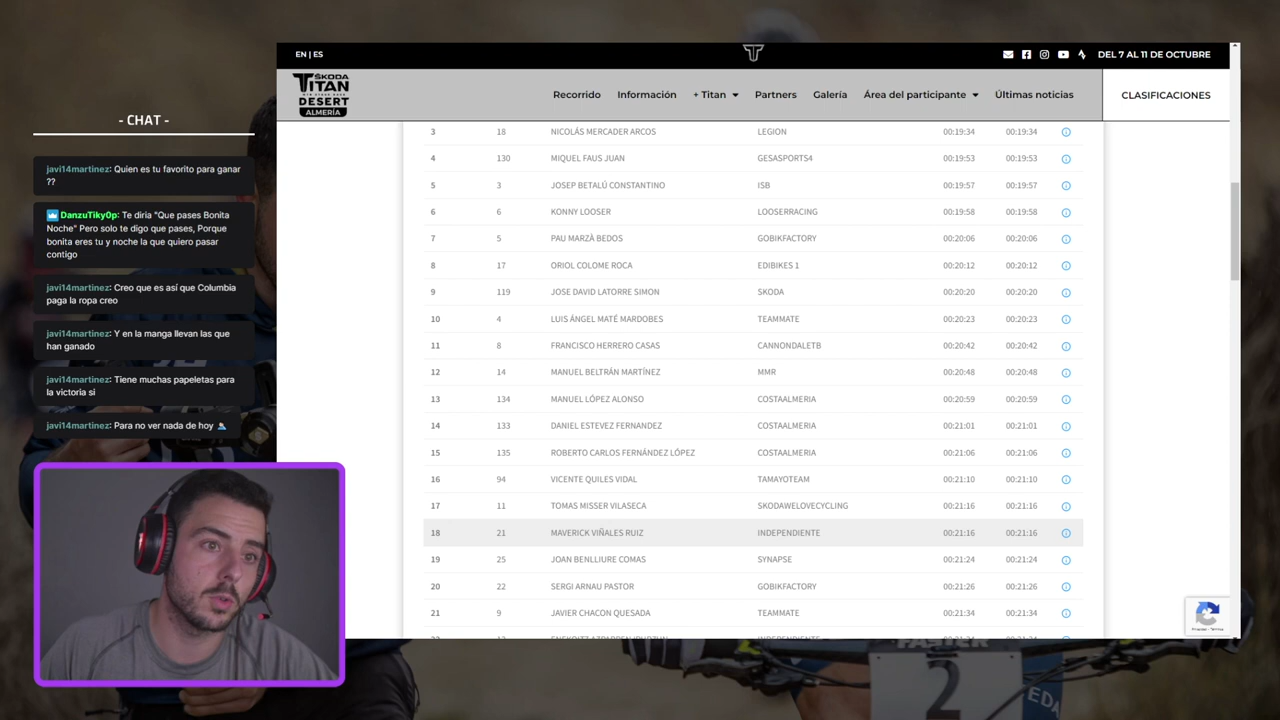 EN | ES
DEL 7 AL 11 DE OCTUBRE
ŠKODA
TITAN
DESERT
ALMERÍA
Recorrido Información + Titan Partners Galería Área del participante Últimas noticias
CLASIFICACIONES
- CHAT -
javi14martinez: Quien es tu favorito para ganar
??
DanzuTiky0p: Te diria "Que pases Bonita
Noche" Pero solo te digo que pases, Porque
bonita eres tu y noche la que quiero pasar
contigo
javi14martinez: Creo que es así que Columbia
paga la ropa creo
javi14martinez: Y en la manga llevan las que
han ganado
javi14martinez: Tiene muchas papeletas para
la victoria si
javi14martinez: Para no ver nada de hoy
3 18 NICOLÁS MERCADER ARCOS LEGION 00:19:34 00:19:34
4 130 MIQUEL FAUS JUAN GESASPORTS4 00:19:53 00:19:53
5 3 JOSEP BETALÚ CONSTANTINO ISB 00:19:57 00:19:57
6 6 KONNY LOOSER LOOSERRACING 00:19:58 00:19:58
7 5 PAU MARZÀ BEDOS GOBIKFACTORY 00:20:06 00:20:06
8 17 ORIOL COLOME ROCA EDIBIKES 1 00:20:12 00:20:12
9 119 JOSE DAVID LATORRE SIMON SKODA 00:20:20 00:20:20
10 4 LUIS ÁNGEL MATÉ MARDOBES TEAMMATE 00:20:23 00:20:23
11 8 FRANCISCO HERRERO CASAS CANNONDALETB 00:20:42 00:20:42
12 14 MANUEL BELTRÁN MARTÍNEZ MMR 00:20:48 00:20:48
13 134 MANUEL LÓPEZ ALONSO COSTAALMERIA 00:20:59 00:20:59
14 133 DANIEL ESTEVEZ FERNANDEZ COSTAALMERIA 00:21:01 00:21:01
15 135 ROBERTO CARLOS FERNÁNDEZ LÓPEZ COSTAALMERIA 00:21:06 00:21:06
16 94 VICENTE QUILES VIDAL TAMAYOTEAM 00:21:10 00:21:10
17 11 TOMAS MISSER VILASECA SKODAWELOVECYCLING 00:21:16 00:21:16
18 21 MAVERICK VIÑALES RUIZ INDEPENDIENTE 00:21:16 00:21:16
19 25 JOAN BENLLIURE COMAS SYNAPSE 00:21:24 00:21:24
20 22 SERGI ARNAU PASTOR GOBIKFACTORY 00:21:26 00:21:26
21 9 JAVIER CHACON QUESADA TEAMMATE 00:21:34 00:21:34
2
EDA